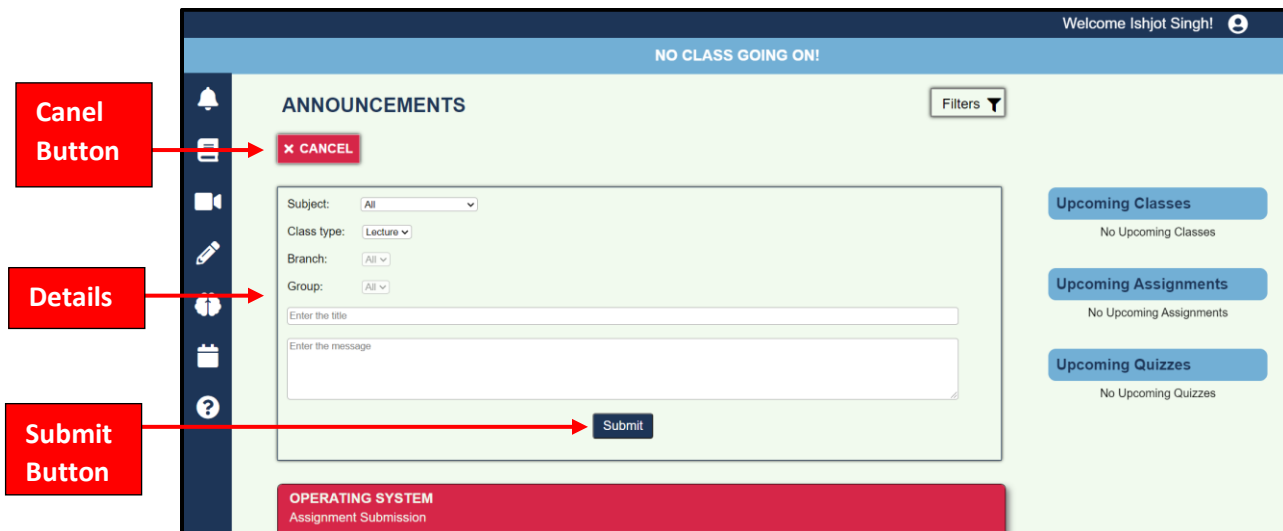 Welcome Ishjot Singh!
NO CLASS GOING ON!
Canel
Button
ANNOUNCEMENTS
Filters
× CANCEL
Details
Subject: All
Class type: Lecture
Branch: All
Group: All
Enter the title
Enter the message
Submit
Submit
Button
Upcoming Classes
No Upcoming Classes
Upcoming Assignments
No Upcoming Assignments
Upcoming Quizzes
No Upcoming Quizzes
OPERATING SYSTEM
Assignment Submission